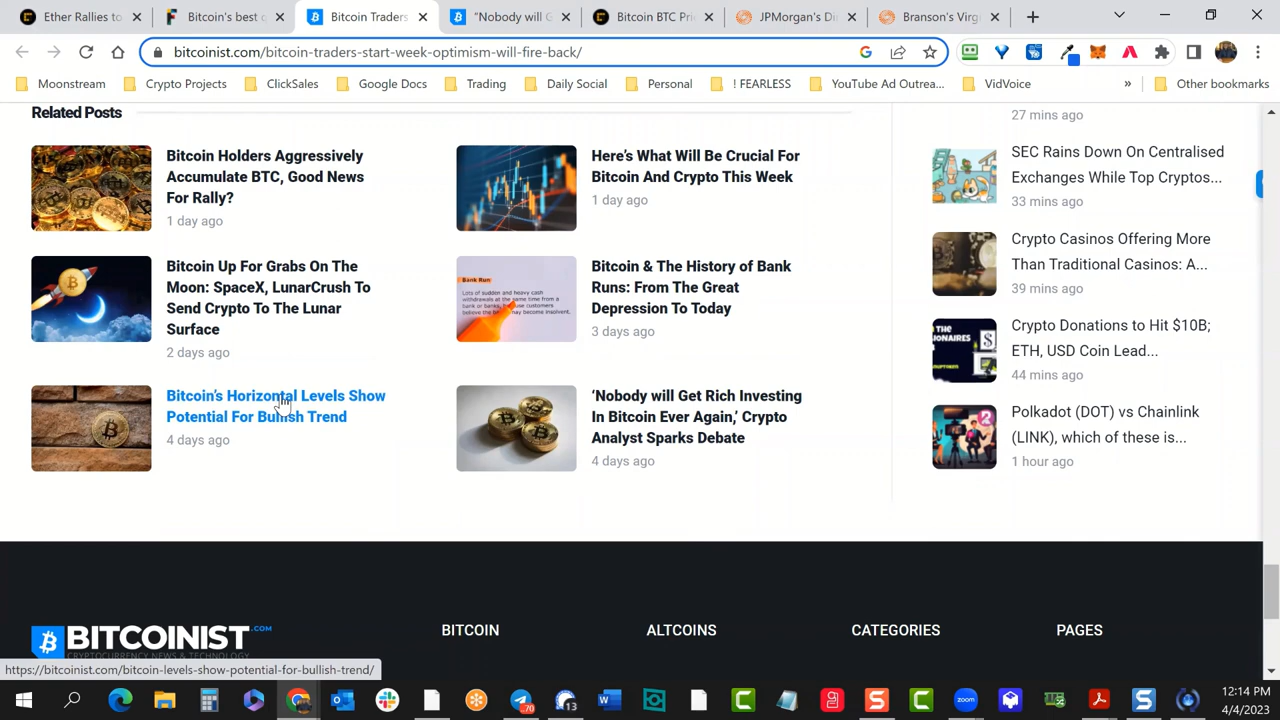 Ether Rallies to
Bitcoin's best c
Bitcoin Traders
"Nobody will G
Bitcoin BTC Pri
JPMorgan's Di
Branson's Virg
bitcoinist.com/bitcoin-traders-start-week-optimism-will-fire-back/
Moonstream
Crypto Projects
ClickSales
Google Docs
Trading
Daily Social
Personal
! FEARLESS
YouTube Ad Outrea...
VidVoice
»
Other bookmarks
Related Posts
Bitcoin Holders Aggressively
Accumulate BTC, Good News
For Rally?
1 day ago
Here's What Will Be Crucial For
Bitcoin And Crypto This Week
1 day ago
Bitcoin Up For Grabs On The
Moon: SpaceX, LunarCrush To
Send Crypto To The Lunar
Surface
2 days ago
Bank Run
Bitcoin & The History of Bank
Runs: From The Great
Depression To Today
3 days ago
Bitcoin's Horizontal Levels Show
Potential For Bullish Trend
4 days ago
‘Nobody will Get Rich Investing
In Bitcoin Ever Again,’ Crypto
Analyst Sparks Debate
4 days ago
27 mins ago
SEC Rains Down On Centralised
Exchanges While Top Cryptos...
33 mins ago
Crypto Casinos Offering More
Than Traditional Casinos: A...
39 mins ago
Crypto Donations to Hit $10B;
ETH, USD Coin Lead...
44 mins ago
Polkadot (DOT) vs Chainlink
(LINK), which of these is...
1 hour ago
BITCOINIST.COM
CRYPTOCURRENCY NEWS & TECHNOLOGY
BITCOIN
ALTCOINS
CATEGORIES
PAGES
https://bitcoinist.com/bitcoin-levels-show-potential-for-bullish-trend/
70
13
12:14 PM
4/4/2023